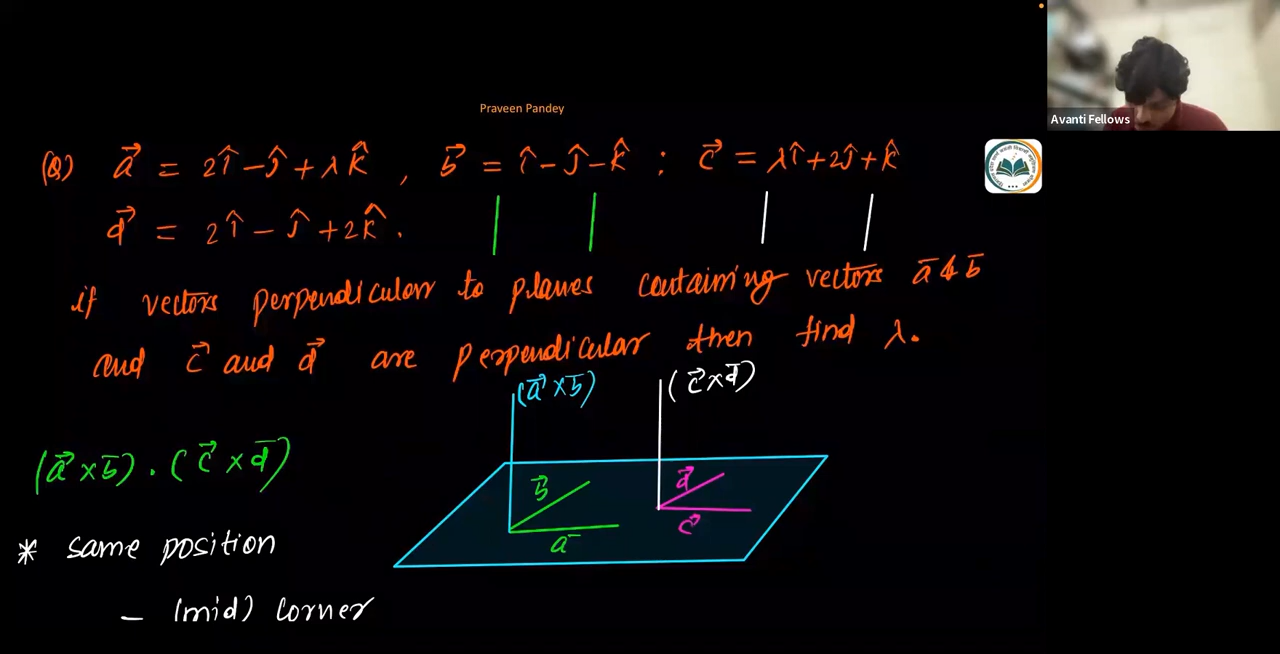 Praveen Pandey
Avanti Fellows
(Q) a⃗ = 2î - ĵ + λk̂ , b⃗ = î - ĵ - k̂ ; c⃗ = λî + 2ĵ + k̂
d⃗ = 2î - ĵ + 2k̂ .
if vectors perpendicular to planes containing vectors a̅ & b̅
and c⃗ and d⃗ are perpendicular then find λ.
(a⃗ × b̅) (c⃗ × d̅)
(a⃗ × b̅) . (c⃗ × d̅)
b⃗ d⃗
a̅ c⃗
* same position
- (mid) corner